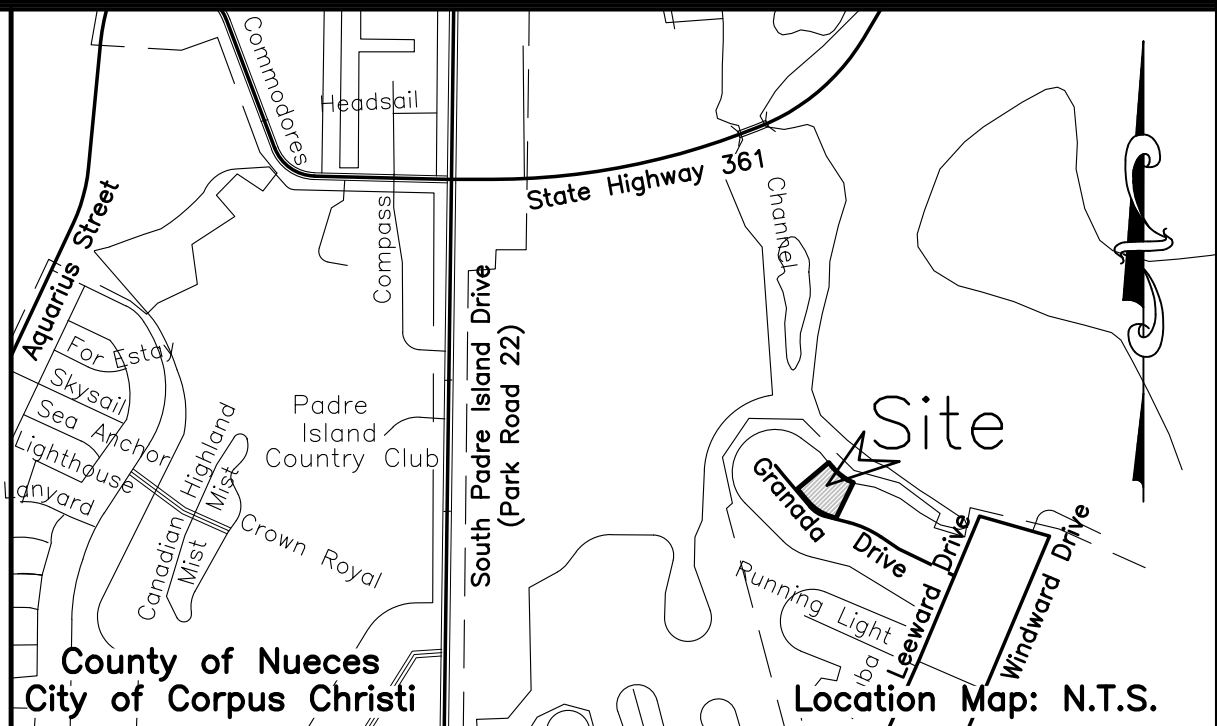 Commodores
Headsail
State Highway 361
Channel
Compass
Aquarius Street
For Estay
Skysail
Sea Anchor
Lighthouse
Lanyard
Highland
Mist
Padre
Island
Country Club
South Padre Island Drive
(Park Road 22)
Site
Granada
Drive
Crown Royal
Canadian
Mist
Running Light
Leeward Drive
Windward Drive
County of Nueces
City of Corpus Christi
Location Map: N.T.S.